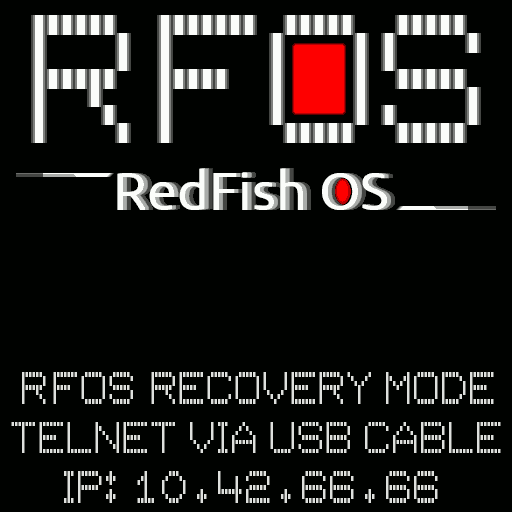 RFOS
RedFish OS
RFOS RECOVERY MODE
TELNET VIA USB CABLE
IP: 10.42.66.66